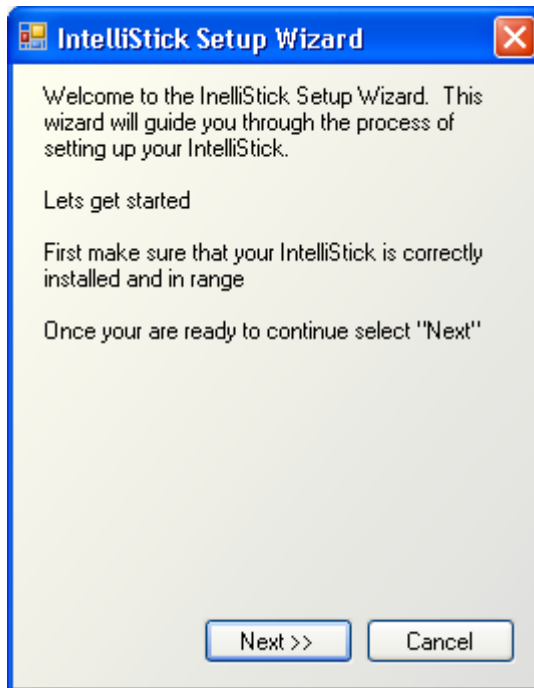 IntelliStick Setup Wizard
Welcome to the InelliStick Setup Wizard.  This
wizard will guide you through the process of
setting up your IntelliStick.
Lets get started
First make sure that your IntelliStick is correctly
installed and in range
Once your are ready to continue select "Next"
Next >>
Cancel